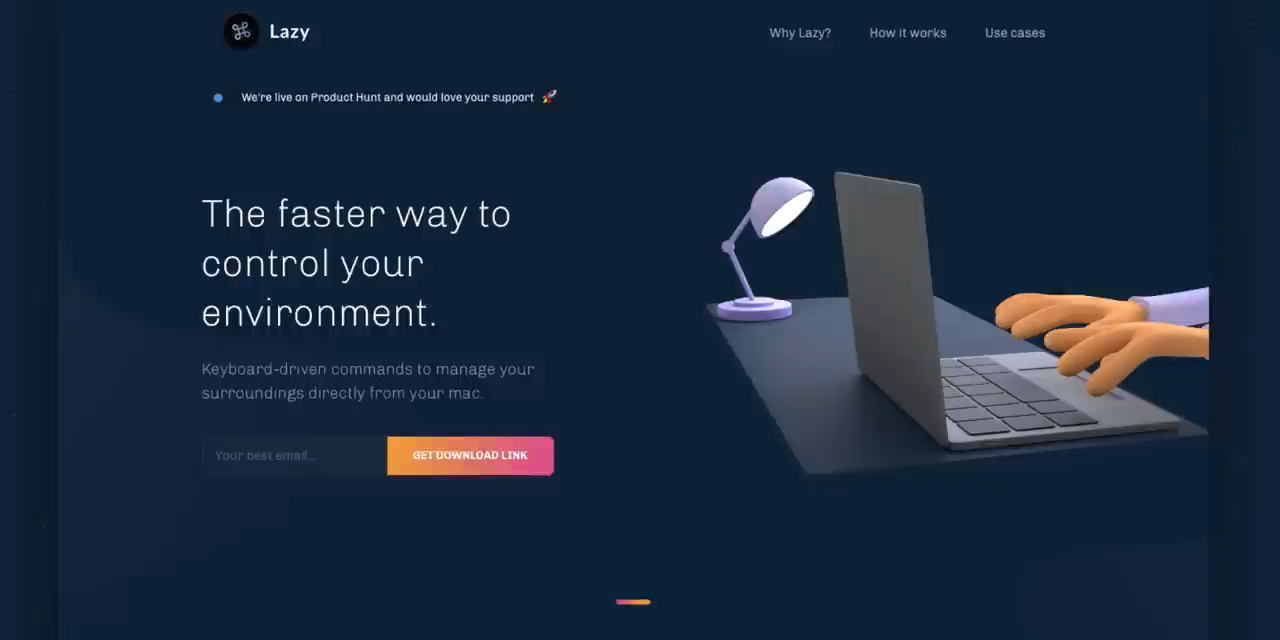 Lazy
Why Lazy?
How it works
Use cases
We're live on Product Hunt and would love your support 🚀
The faster way to
control your
environment.
Keyboard-driven commands to manage your
surroundings directly from your mac.
Your best email...
GET DOWNLOAD LINK